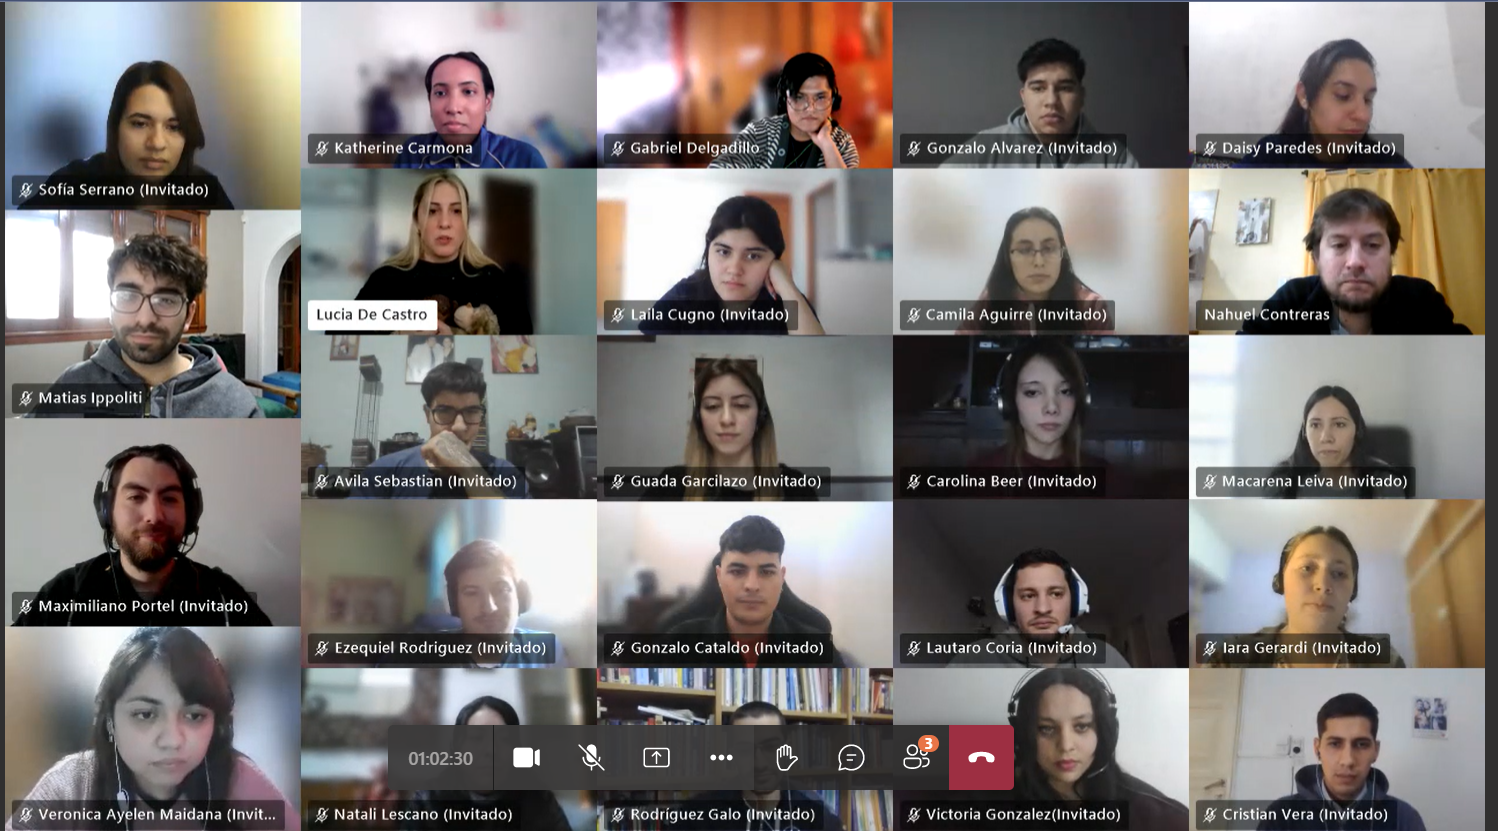 Sofía Serrano (Invitado)
Katherine Carmona
Gabriel Delgadillo
Gonzalo Alvarez (Invitado)
Daisy Paredes (Invitado)
Matias Ippoliti
Lucia De Castro
Laila Cugno (Invitado)
Camila Aguirre (Invitado)
Nahuel Contreras
Avila Sebastian (Invitado)
Guada Garcilazo (Invitado)
Carolina Beer (Invitado)
Macarena Leiva (Invitado)
Maximiliano Portel (Invitado)
Ezequiel Rodriguez (Invitado)
Gonzalo Cataldo (Invitado)
Lautaro Coria (Invitado)
Iara Gerardi (Invitado)
01:02:30
3
Veronica Ayelen Maidana (Invit...
Natali Lescano (Invitado)
Rodríguez Galo (Invitado)
Victoria Gonzalez(Invitado)
Cristian Vera (Invitado)